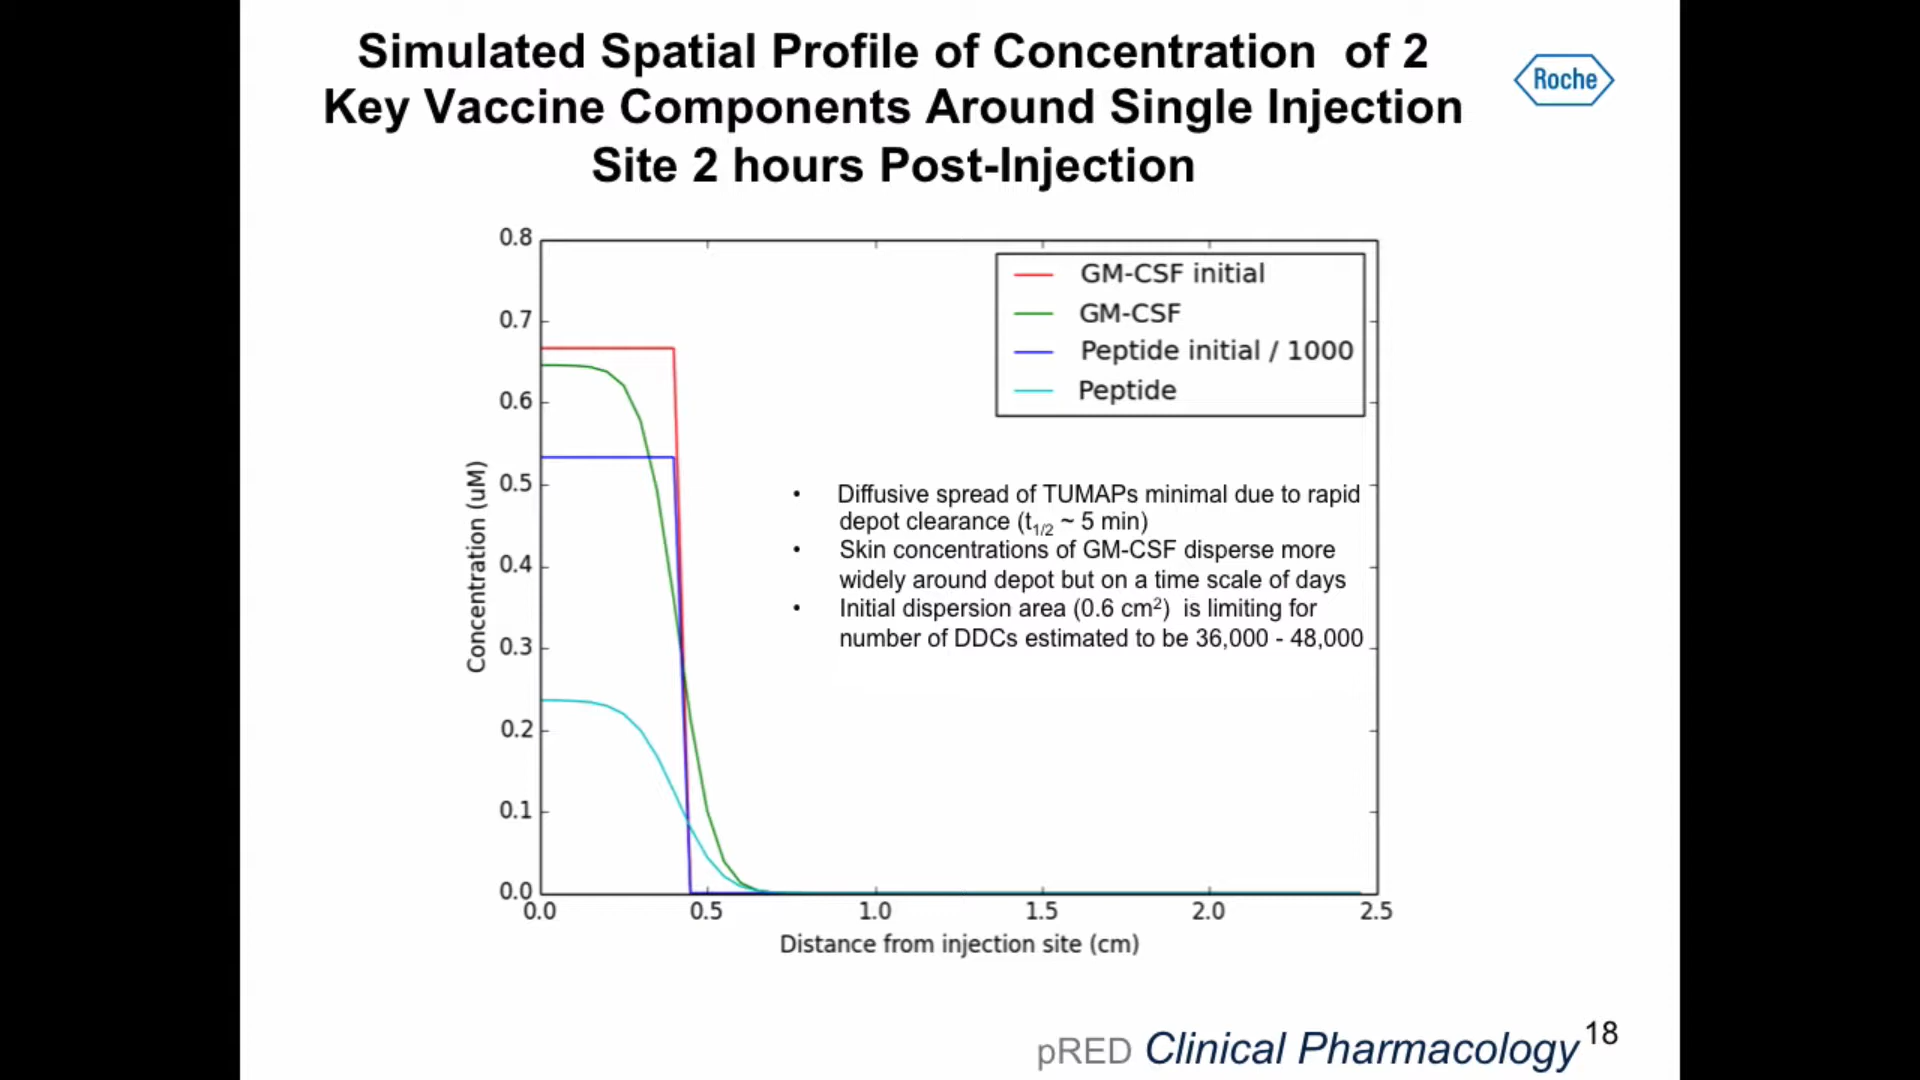 Simulated Spatial Profile of Concentration of 2
Key Vaccine Components Around Single Injection
Site 2 hours Post-Injection
Roche
0.8
0.7
0.6
0.5
0.4
0.3
0.2
0.1
0.0
Concentration (uM)
GM-CSF initial
GM-CSF
Peptide initial / 1000
Peptide
• Diffusive spread of TUMAPs minimal due to rapid
depot clearance (t1/2 ~ 5 min)
• Skin concentrations of GM-CSF disperse more
widely around depot but on a time scale of days
• Initial dispersion area (0.6 cm²) is limiting for
number of DDCs estimated to be 36,000 - 48,000
0.0 0.5 1.0 1.5 2.0 2.5
Distance from injection site (cm)
pRED Clinical Pharmacology 18